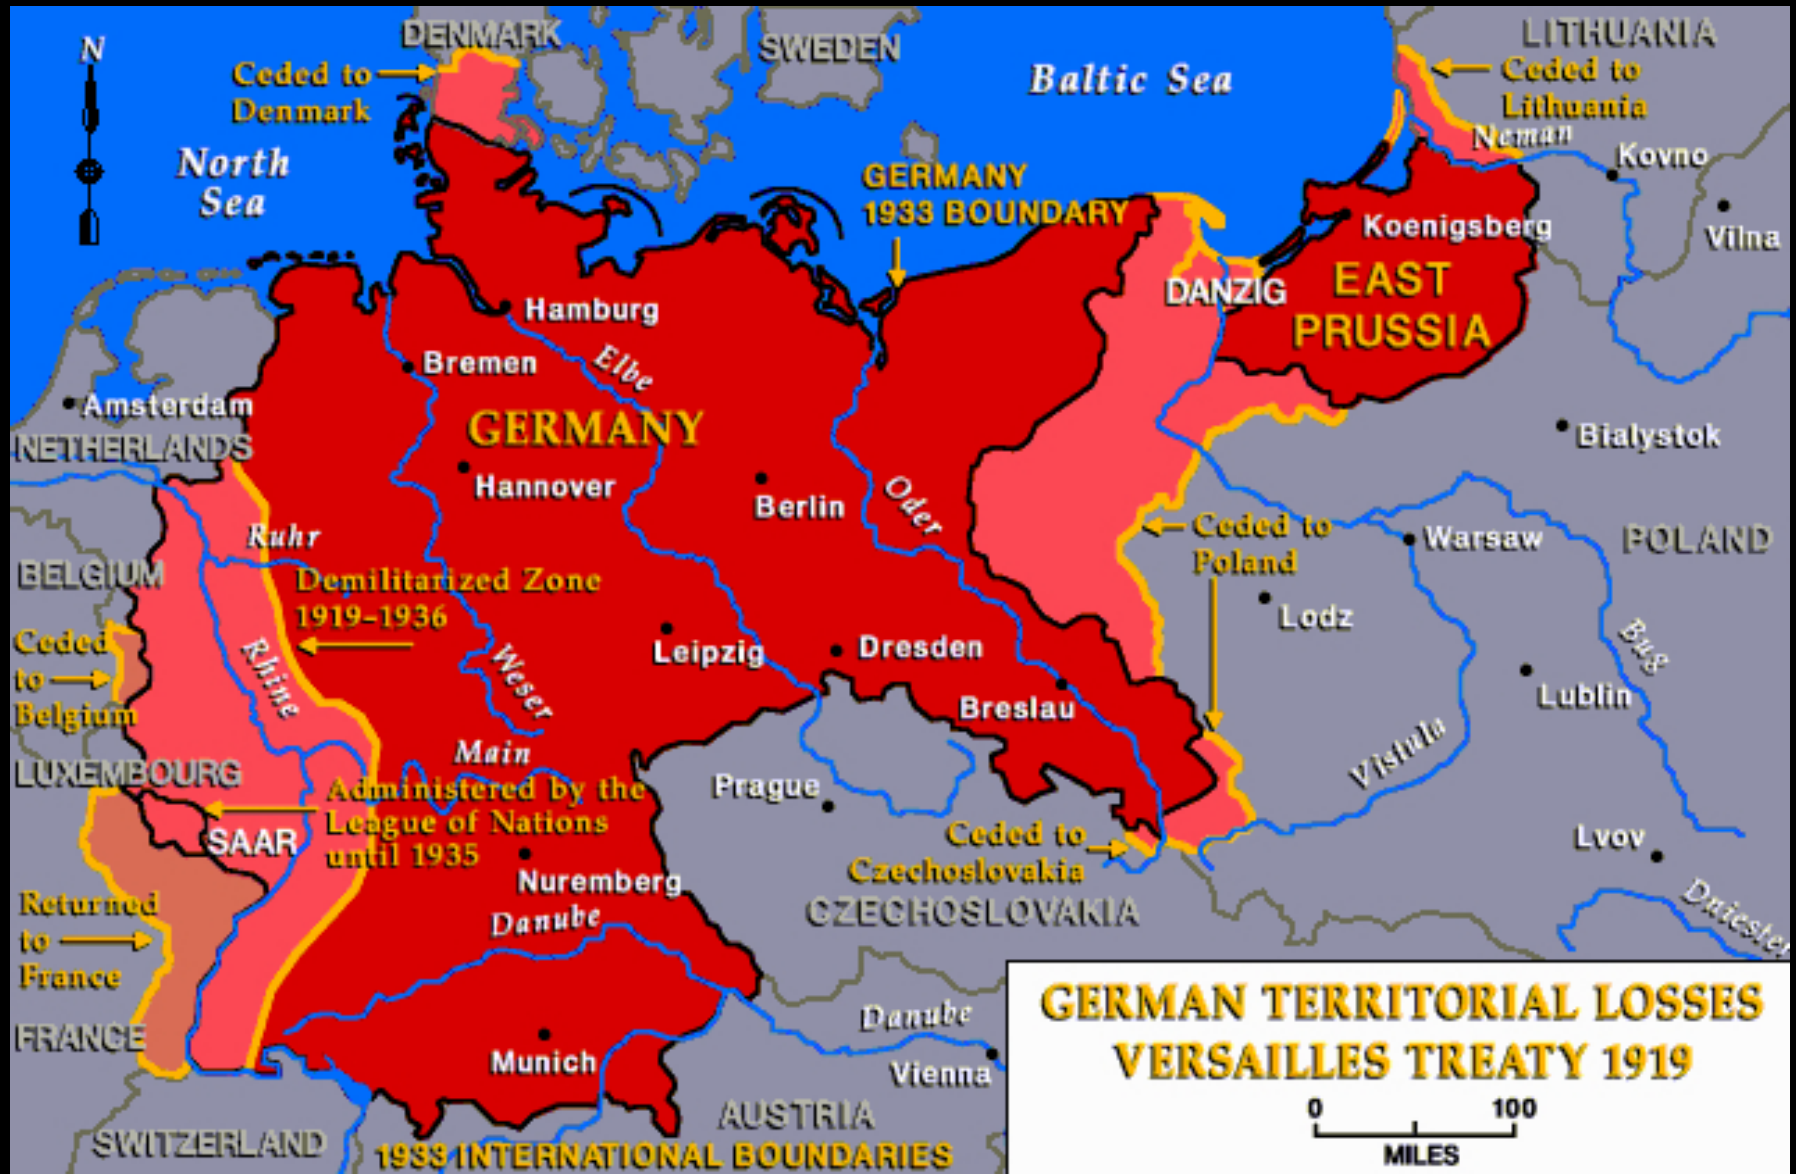 DENMARK
SWEDEN
LITHUANIA
N
Ceded to
Denmark
Baltic Sea
Ceded to
Lithuania
Neman
Kovno
North
Sea
GERMANY
1933 BOUNDARY
Koenigsberg
Vilna
EAST
PRUSSIA
DANZIG
Hamburg
Elbe
Bremen
Amsterdam
NETHERLANDS
GERMANY
Bialystok
Hannover
Berlin
Oder
Ruhr
Ceded to
Poland
Warsaw
POLAND
BELGIUM
Demilitarized Zone
1919-1936
Lodz
Ceded
to
Belgium
Rhine
Leipzig
Weser
Dresden
Breslau
Bug
Lublin
Main
Vistula
LUXEMBOURG
Prague
Administered by the
League of Nations
until 1935
SAAR
Ceded to
Czechoslovakia
Lvov
Nuremberg
CZECHOSLOVAKIA
Dniester
Returned
to
France
Danube
FRANCE
Danube
Munich
Vienna
AUSTRIA
SWITZERLAND
1933 INTERNATIONAL BOUNDARIES
GERMAN TERRITORIAL LOSSES
VERSAILLES TREATY 1919
0 100
MILES